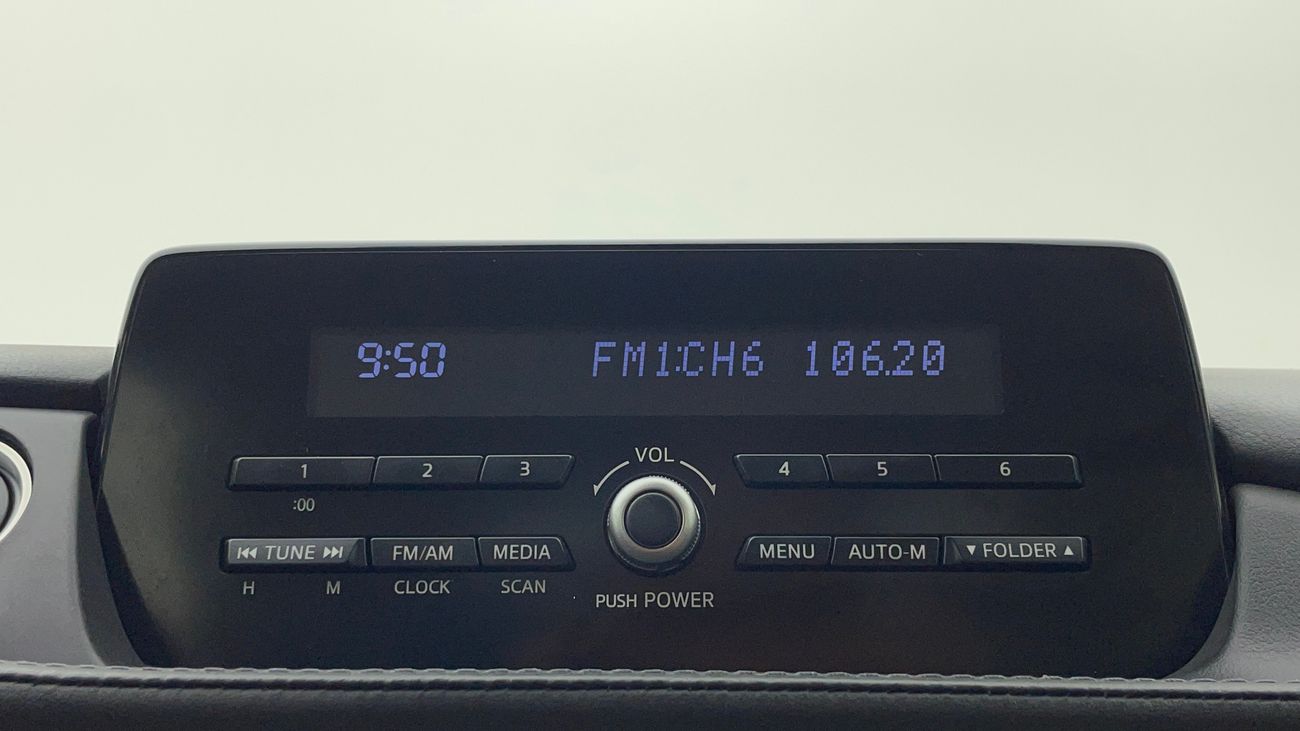 9:50 FM1:CH6 106.20
VOL
1 2 3 4 5 6
:00
⏮ TUNE ⏭ FM/AM MEDIA MENU AUTO-M ▼ FOLDER ▲
H M CLOCK SCAN
PUSH POWER